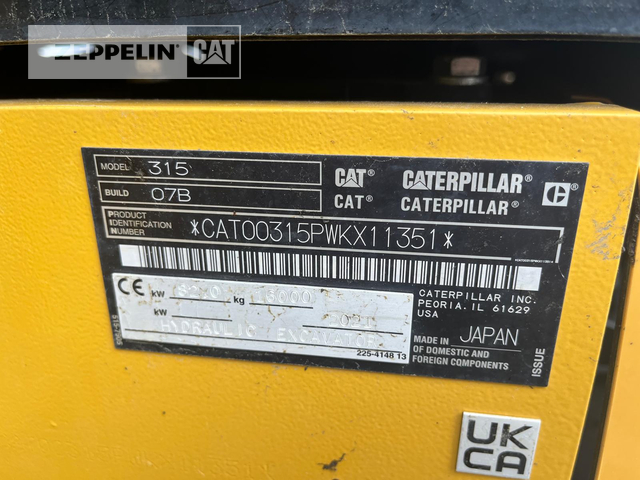 ZEPPELIN CAT
MODEL 315
BUILD 07B
CAT® CATERPILLAR®
CAT® CATERPILLAR® C
PRODUCT IDENTIFICATION NUMBER *CAT00315PWKX11351*
CE kW kg
kW
HYDRAULIC EXCAVATOR
225-4148 13
CATERPILLAR INC.
PEORIA. IL 61629
USA
MADE IN JAPAN
OF DOMESTIC AND
FOREIGN COMPONENTS
ISSUE
UK
CA